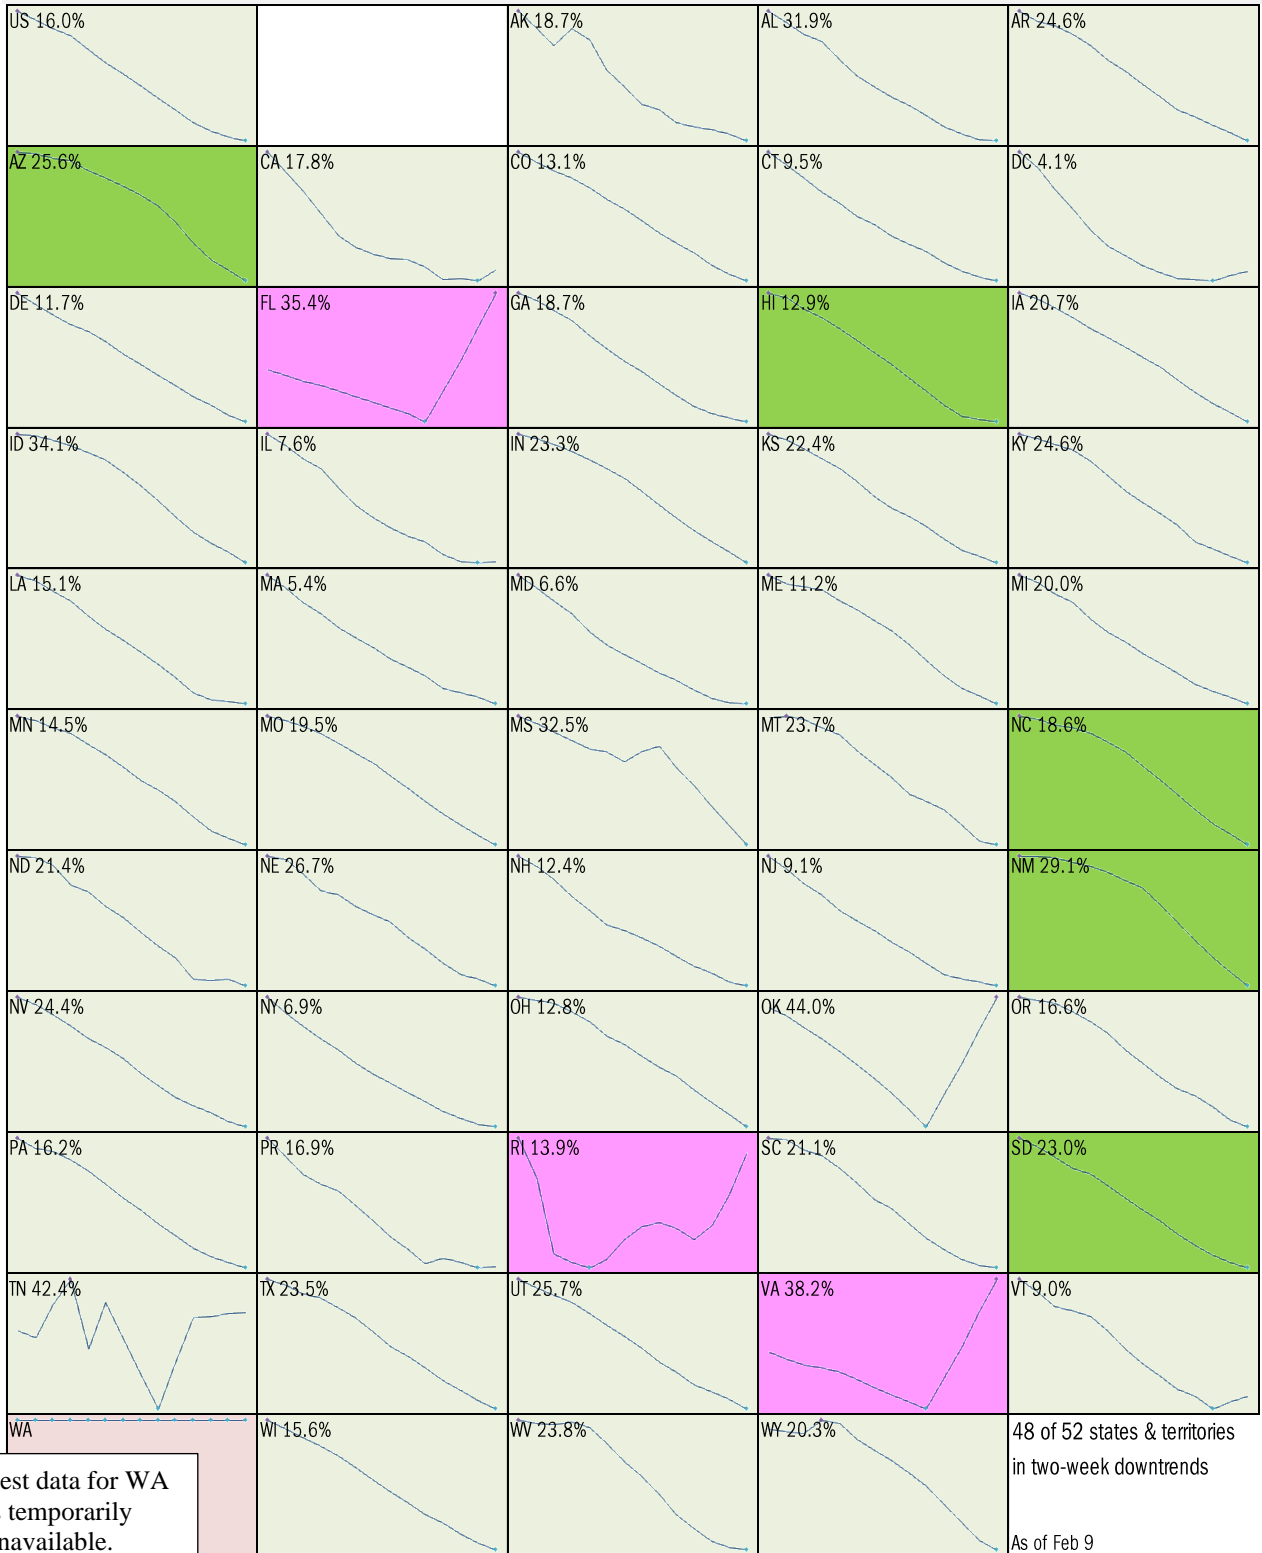 US 16.0%
AK 18.7%
AL 31.9%
AR 24.6%
AZ 25.6%
CA 17.8%
CO 13.1%
CT 9.5%
DC 4.1%
DE 11.7%
FL 35.4%
GA 18.7%
HI 12.9%
IA 20.7%
ID 34.1%
IL 7.6%
IN 23.3%
KS 22.4%
KY 24.6%
LA 15.1%
MA 5.4%
MD 6.6%
ME 11.2%
MI 20.0%
MN 14.5%
MO 19.5%
MS 32.5%
MT 23.7%
NC 18.6%
ND 21.4%
NE 26.7%
NH 12.4%
NJ 9.1%
NM 29.1%
NV 24.4%
NY 6.9%
OH 12.8%
OK 44.0%
OR 16.6%
PA 16.2%
PR 16.9%
RI 13.9%
SC 21.1%
SD 23.0%
TN 42.4%
TX 23.5%
UT 25.7%
VA 38.2%
VT 9.0%
WA
WI 15.6%
WV 23.8%
WY 20.3%
48 of 52 states & territories
in two-week downtrends
As of Feb 9
est data for WA
temporarily
navailable.